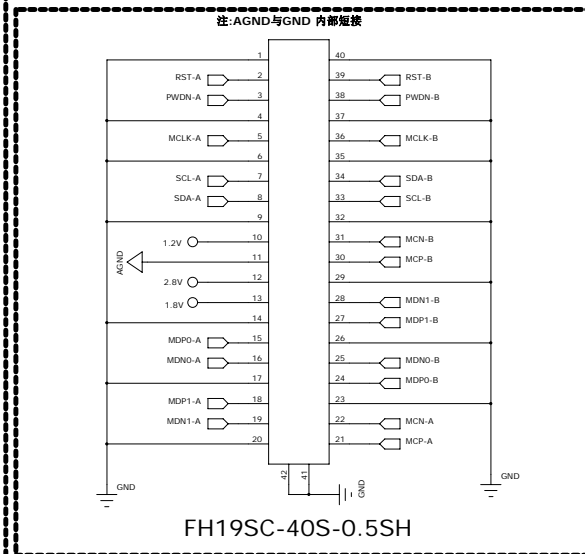 注:AGND与GND 内部短接
1 40
RST-A 2 39 RST-B
PWDN-A 3 38 PWDN-B
4 37
MCLK-A 5 36 MCLK-B
6 35
SCL-A 7 34 SDA-B
SDA-A 8 33 SCL-B
9 32
1.2V 10 31 MCN-B
AGND 11 30 MCP-B
2.8V 12 29
1.8V 13 28 MDN1-B
14 27 MDP1-B
MDP0-A 15 26
MDN0-A 16 25 MDN0-B
17 24 MDP0-B
MDP1-A 18 23
MDN1-A 19 22 MCN-A
20 21 MCP-A
42 41
GND GND GND
FH19SC-40S-0.5SH